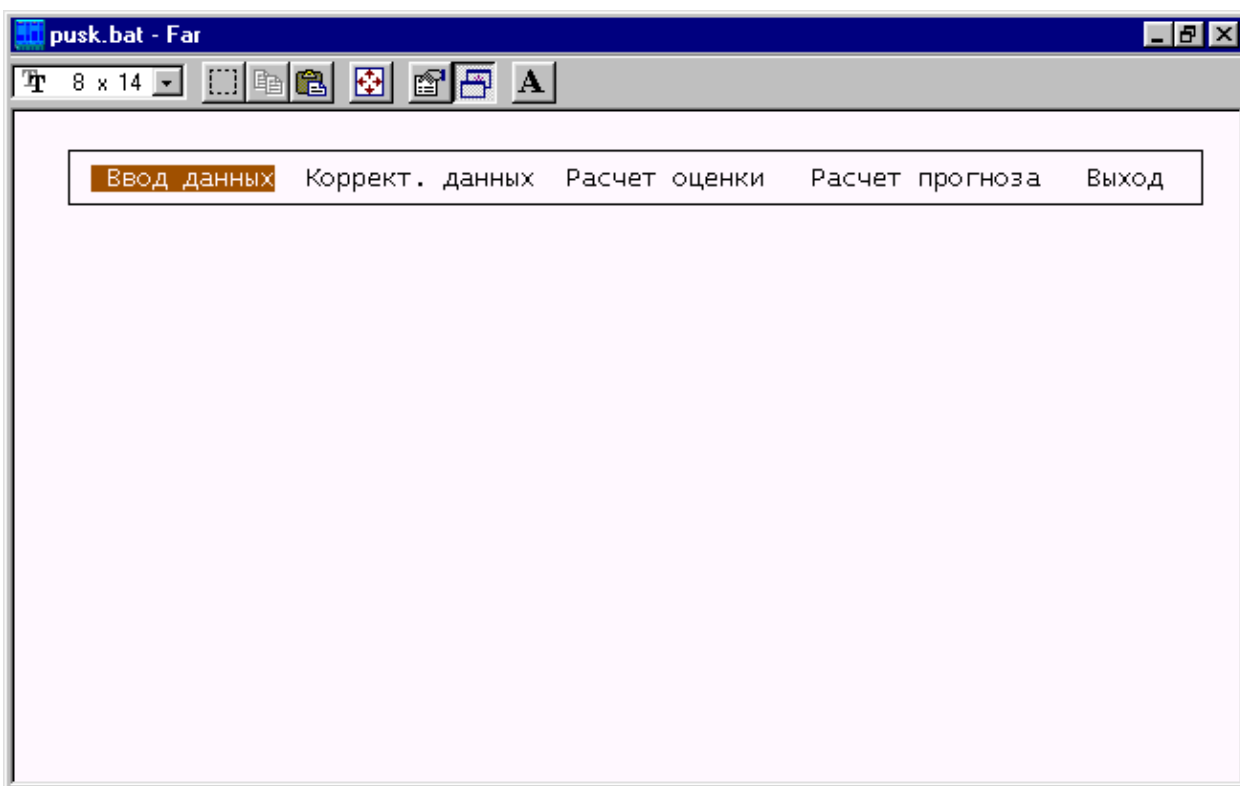 pusk.bat - Far
8 x 14 A
Ввод данных Коррект. данных Расчет оценки Расчет прогноза Выход